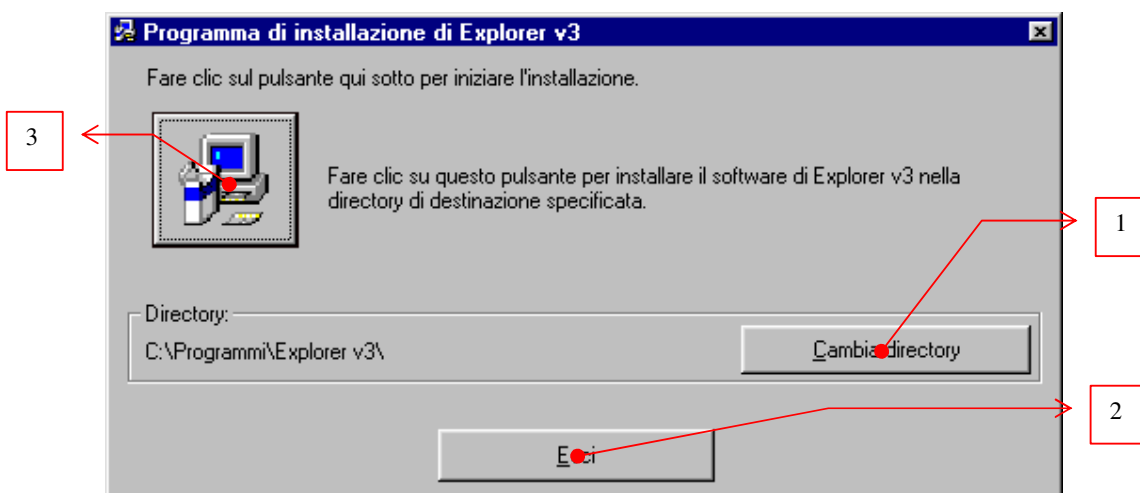 Programma di installazione di Explorer v3
Fare clic sul pulsante qui sotto per iniziare l'installazione.
3
Fare clic su questo pulsante per installare il software di Explorer v3 nella
directory di destinazione specificata.
1
Directory:
C:\Programmi\Explorer v3\
Cambia directory
2
Esci